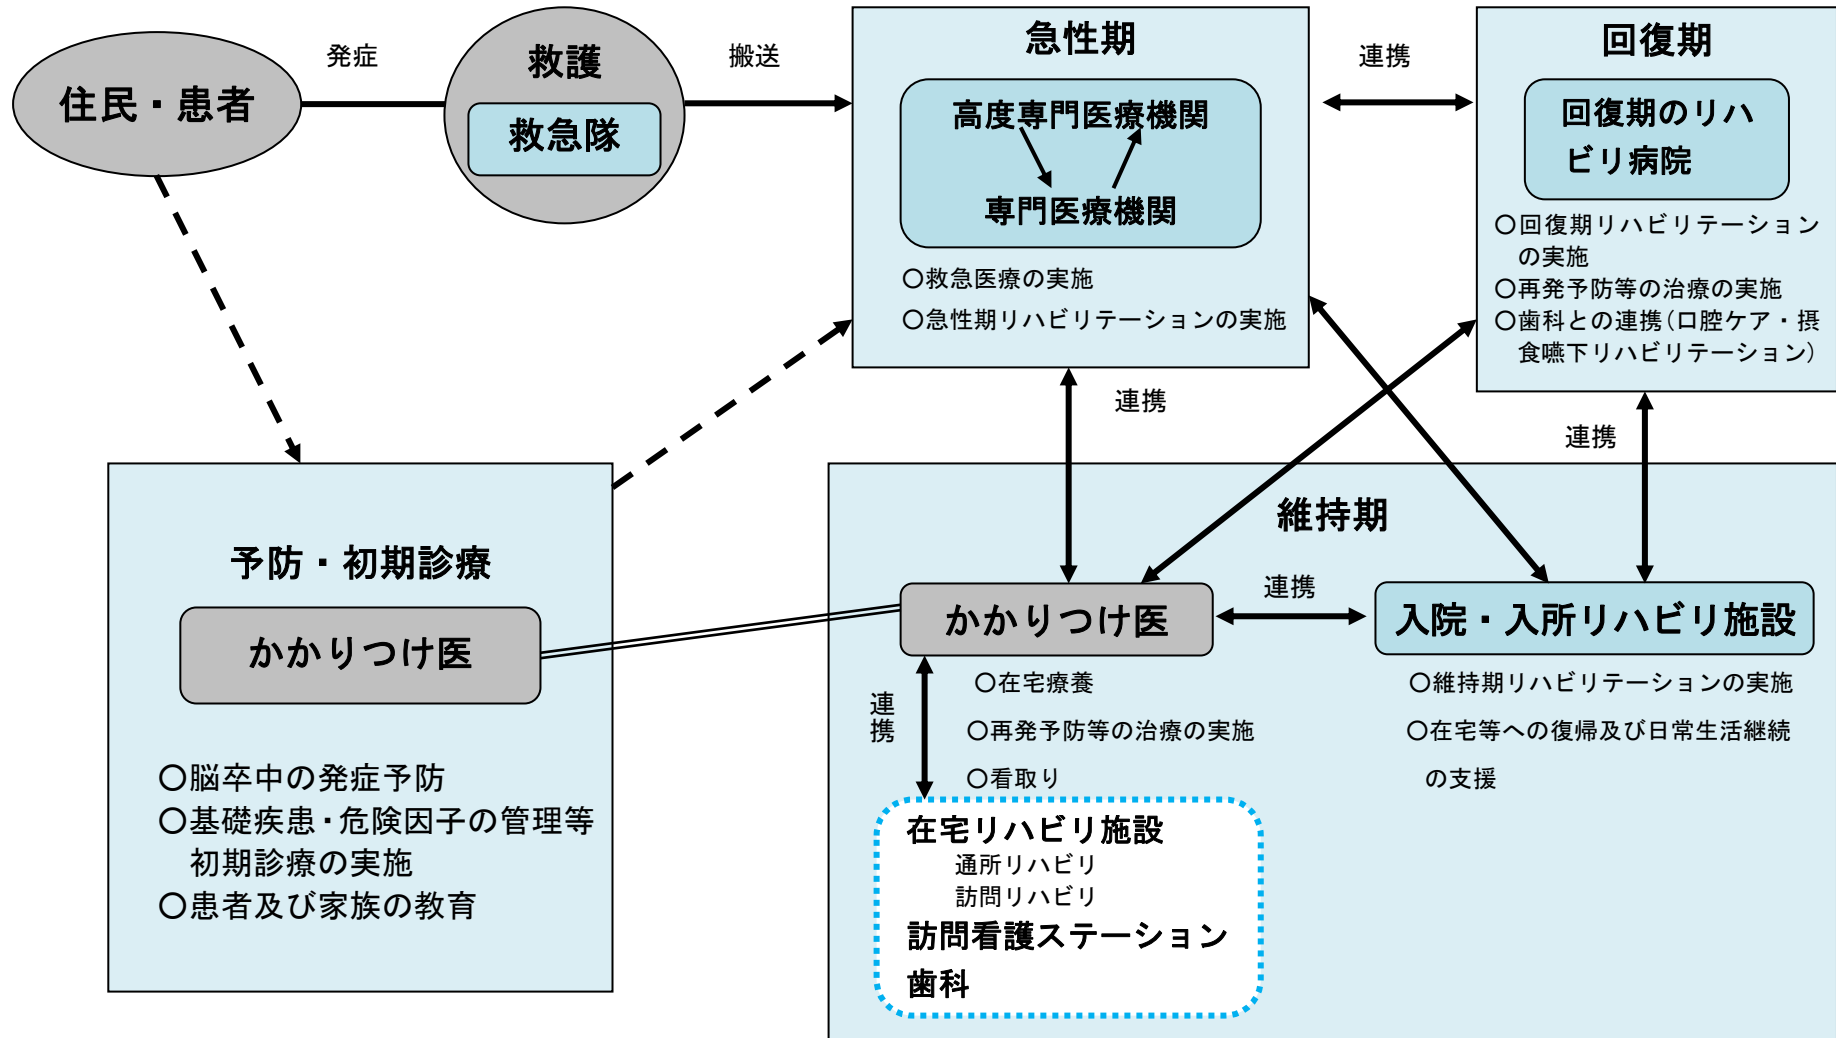 住民・患者
発症
救護
救急隊
搬送
急性期
高度専門医療機関
専門医療機関
〇救急医療の実施
〇急性期リハビリテーションの実施
連携
回復期
回復期のリハ
ビリ病院
〇回復期リハビリテーション
の実施
〇再発予防等の治療の実施
〇歯科との連携(口腔ケア・摂
食嚥下リハビリテーション)
連携
連携
予防・初期診療
かかりつけ医
〇脳卒中の発症予防
〇基礎疾患・危険因子の管理等
初期診療の実施
〇患者及び家族の教育
維持期
かかりつけ医
連携
入院・入所リハビリ施設
連携
〇在宅療養
〇再発予防等の治療の実施
〇看取り
〇維持期リハビリテーションの実施
〇在宅等への復帰及び日常生活継続
の支援
在宅リハビリ施設
通所リハビリ
訪問リハビリ
訪問看護ステーション
歯科